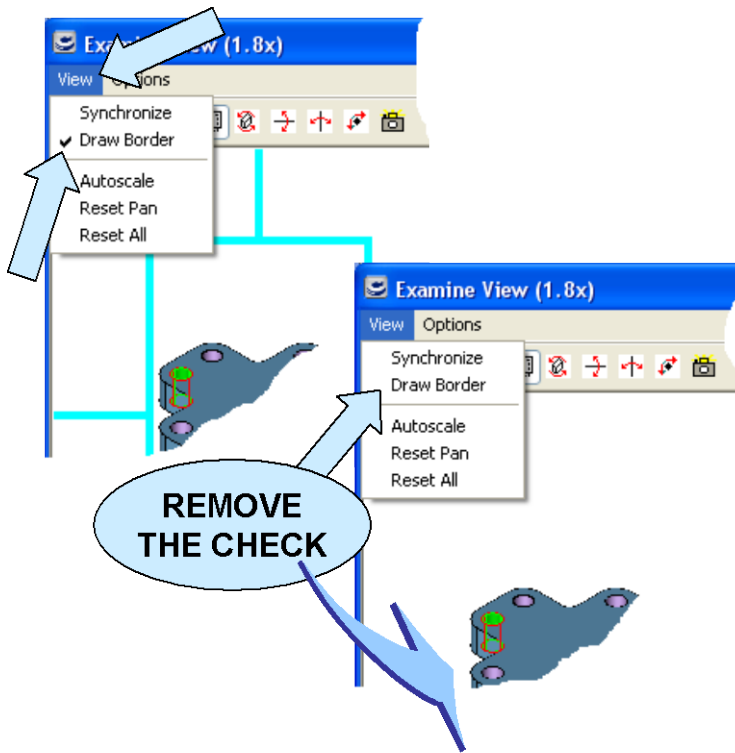 Examine View (1.8x)
View Options
Synchronize
Draw Border
Autoscale
Reset Pan
Reset All
Examine View (1.8x)
View Options
Synchronize
Draw Border
Autoscale
Reset Pan
Reset All
REMOVE
THE CHECK